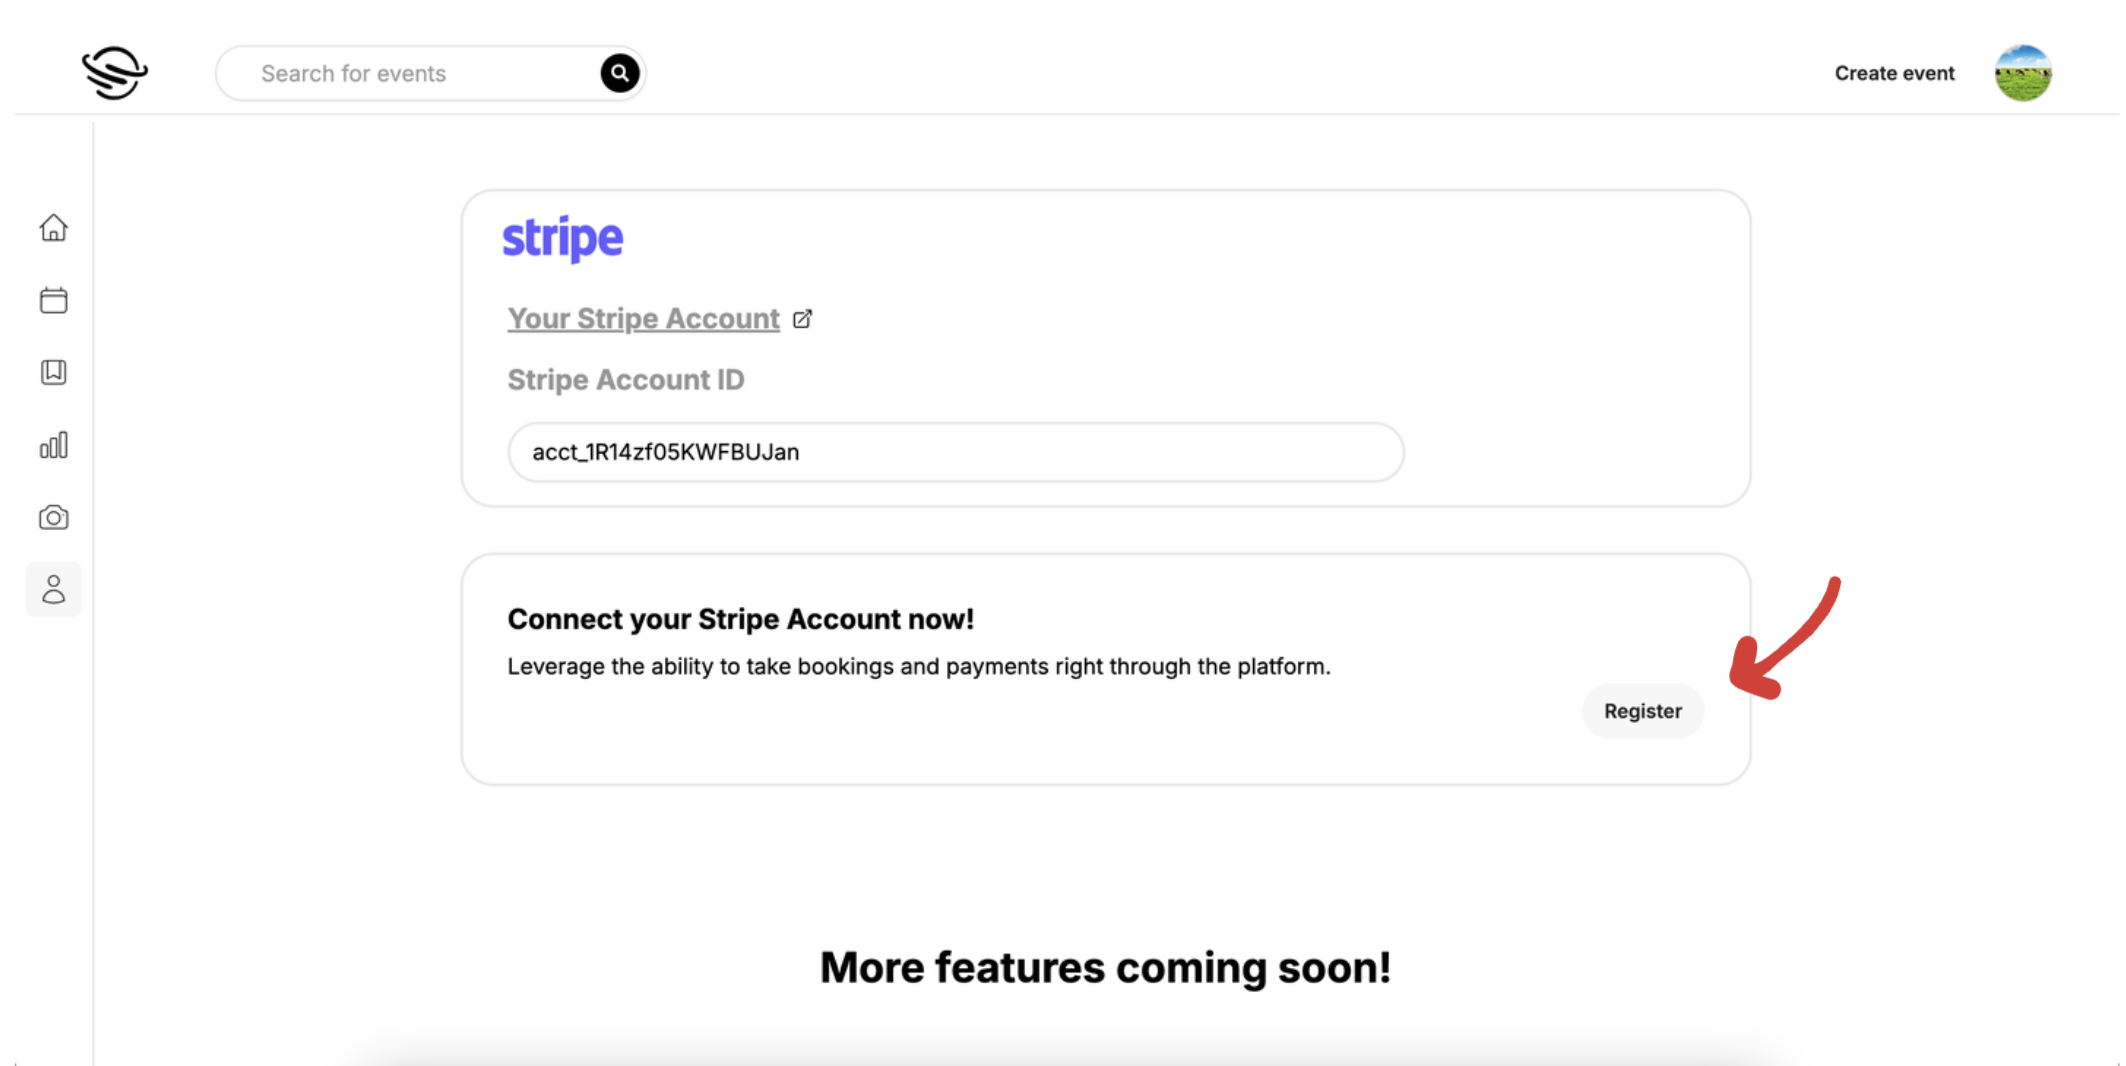 Search for events
Create event
stripe
Your Stripe Account
Stripe Account ID
acct_1R14zf05KWFBUJan
Connect your Stripe Account now!
Leverage the ability to take bookings and payments right through the platform.
Register
More features coming soon!